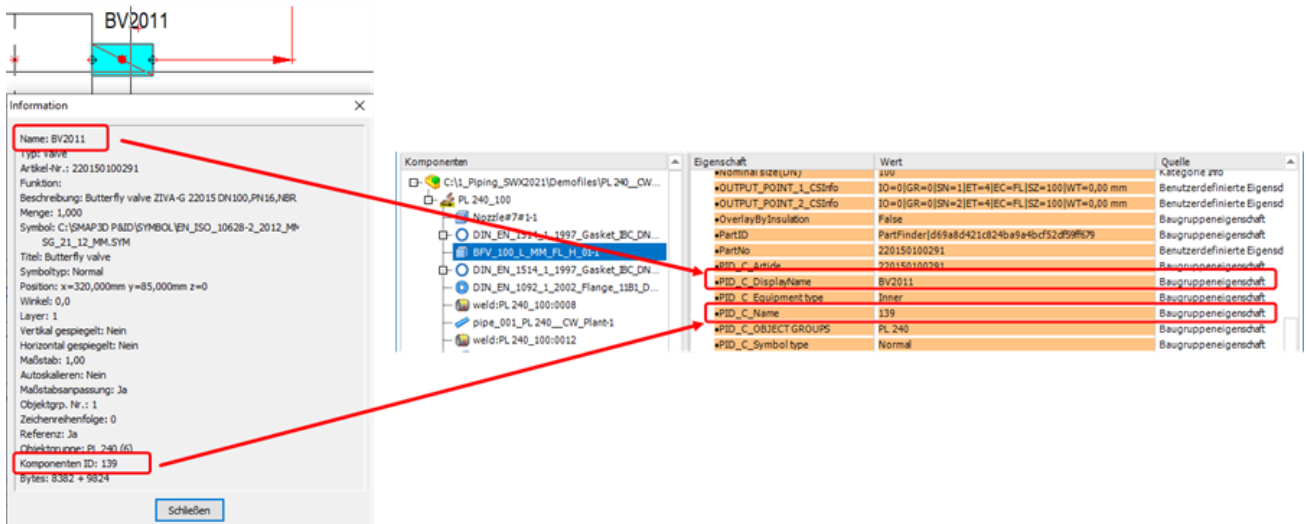 BV2011
Information
Name: BV2011
Typ: Valve
Artikel-Nr.: 220150100291
Funktion:
Beschreibung: Butterfly valve ZIVA-G 22015 DN100,PN16,NBR
Menge: 1,000
Symbol: C:\SMAP3D P&ID\SYMBOL\EN_ISO_10628-2_2012_MM
SG_21_12_MM.SYM
Titel: Butterfly valve
Symboltyp: Normal
Position: x=320,000mm y=85,000mm z=0
Winkel: 0,0
Layer: 1
Vertikal gespiegelt: Nein
Horizontal gespiegelt: Nein
Maßstab: 1,00
Autoskalieren: Nein
Maßstabsanpassung: Ja
Objektgrp. Nr.: 1
Zeichenreihenfolge: 0
Referenz: Ja
Objektgruppe: PL 240 (6)
Komponenten ID: 139
Bytes: 8382 + 9824
Schließen
Komponenten
C:\1_Piping_SWX2021\Demofiles\PL 240__CW...
PL 240_100
Nozzle#7#1-1
DIN_EN_1514_1_1997_Gasket_IBC_DN...
BFV_100_L_MM_FL_H_01-1
DIN_EN_1514_1_1997_Gasket_IBC_DN...
DIN_EN_1092_1_2002_Flange_11B1_D...
weld:PL 240_100:0008
pipe_001_PL 240__CW_Plant-1
weld:PL 240_100:0012
Eigenschaft Wert Quelle
•Nominal size(DN) 100 Kategorie Info
•OUTPUT_POINT_1_CSInfo IO=0|GR=0|SN=1|ET=4|EC=FL|SZ=100|WT=0,00 mm Benutzerdefinierte Eigensd
•OUTPUT_POINT_2_CSInfo IO=0|GR=0|SN=2|ET=4|EC=FL|SZ=100|WT=0,00 mm Benutzerdefinierte Eigensd
•OverlayByInsulation False Baugruppeneigenschaft
•PartID PartFinder|d69a8d421c824ba9a4bcf52df59ff679 Baugruppeneigenschaft
•PartNo 220150100291 Benutzerdefinierte Eigensd
•PID_C_Article 220150100291 Baugruppeneigenschaft
•PID_C_DisplayName BV2011 Baugruppeneigenschaft
•PID_C_Equipment type Inner Baugruppeneigenschaft
•PID_C_Name 139 Baugruppeneigenschaft
•PID_C_OBJECT GROUPS PL 240 Baugruppeneigenschaft
•PID_C_Symbol type Normal Baugruppeneigenschaft